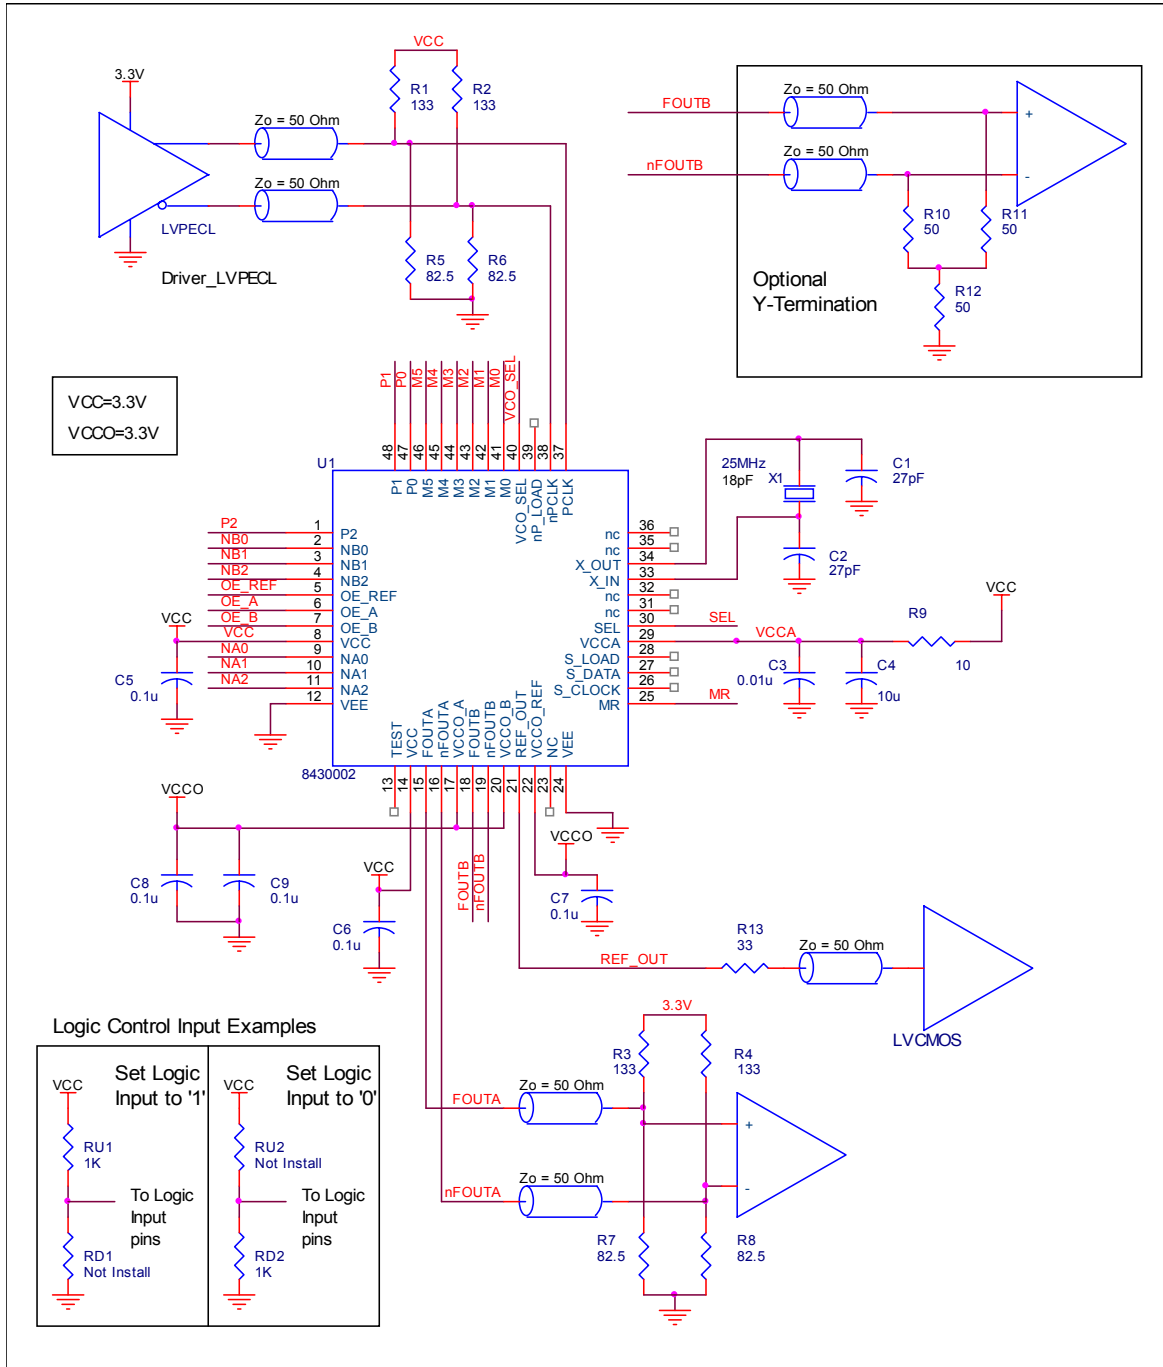 VCC
3.3V
R1
133
R2
133
Zo = 50 Ohm
Zo = 50 Ohm
LVPECL
Driver_LVPECL
R5
82.5
R6
82.5
FOUTB
Zo = 50 Ohm
+
nFOUTB
Zo = 50 Ohm
-
R10
50
R11
50
R12
50
Optional
Y-Termination
VCC=3.3V
VCCO=3.3V
P1
P0
M5
M4
M3
M2
M1
M0
VCO_SEL
48
47
46
45
44
43
42
41
40
39
38
37
U1
P1
P0
M5
M4
M3
M2
M1
M0
VCO_SEL
nP_LOAD
nPCLK
PCLK
P2 1 P2
NB0 2 NB0
NB1 3 NB1
NB2 4 NB2
OE_REF 5 OE_REF
OE_A 6 OE_A
OE_B 7 OE_B
VCC 8 VCC
NA0 9 NA0
NA1 10 NA1
NA2 11 NA2
12 VEE
VCC
C5
0.1u
nc 36
nc 35
X_OUT 34
X_IN 33
nc 32
nc 31
SEL 30 SEL
VCCA 29 VCCA
S_LOAD 28
S_DATA 27
S_CLOCK 26
MR 25 MR
25MHz
18pF
X1
C1
27pF
C2
27pF
VCC
R9
10
C3
0.01u
C4
10u
TEST
VCC
FOUTA
nFOUTA
VCCO_A
FOUTB
nFOUTB
VCCO_B
REF_OUT
VCCO_REF
NC
VEE
8430002
13
14
15
16
17
18
19
20
21
22
23
24
VCCO
C8
0.1u
C9
0.1u
VCC
C6
0.1u
FOUTB
nFOUTB
VCCO
C7
0.1u
REF_OUT
R13
33
Zo = 50 Ohm
LVCMOS
3.3V
R3
133
R4
133
FOUTA
Zo = 50 Ohm
+
nFOUTA
Zo = 50 Ohm
-
R7
82.5
R8
82.5
Logic Control Input Examples
VCC
Set Logic
Input to '1'
RU1
1K
To Logic
Input
pins
RD1
Not Install
VCC
Set Logic
Input to '0'
RU2
Not Install
To Logic
Input
pins
RD2
1K